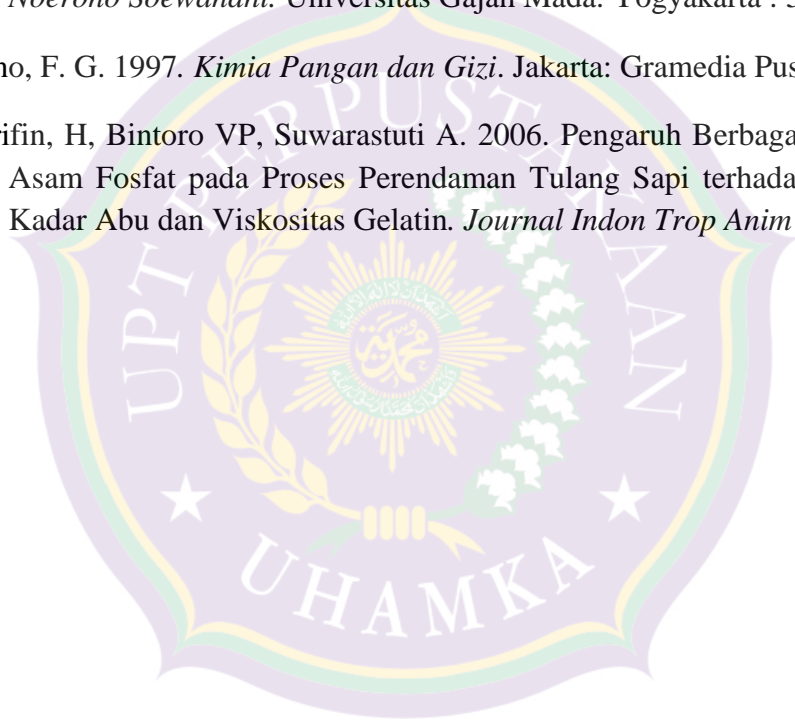 Noerono Soewandhi. Universitas Gajah Mada. Yogyakarta :
no, F. G. 1997. Kimia Pangan dan Gizi. Jakarta: Gramedia Pus
rifin, H, Bintoro VP, Suwarastuti A. 2006. Pengaruh Berbaga
Asam Fosfat pada Proses Perendaman Tulang Sapi terhada
Kadar Abu dan Viskositas Gelatin. Journal Indon Trop Anim
UPT PERPUSTAKAAN
UHAMKA